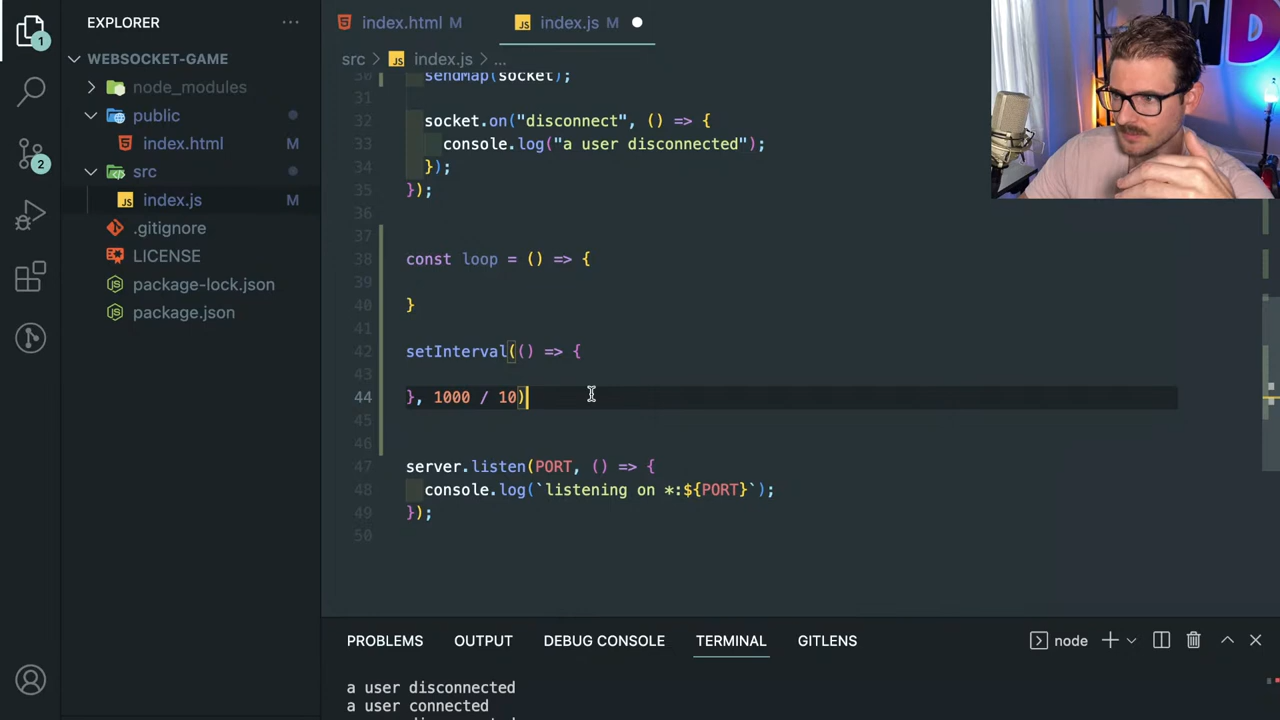 EXPLORER
index.html M
index.js M
WEBSOCKET-GAME
src > index.js > ...
node_modules
public
index.html M
src
index.js M
.gitignore
LICENSE
package-lock.json
package.json
1
2
30 sendMap(socket);
31
32 socket.on("disconnect", () => {
33 console.log("a user disconnected");
34 });
35 });
36
37
38 const loop = () => {
39
40 }
41
42 setInterval(() => {
43
44 }, 1000 / 10)
45
46
47 server.listen(PORT, () => {
48 console.log(`listening on *:${PORT}`);
49 });
50
PROBLEMS OUTPUT DEBUG CONSOLE TERMINAL GITLENS node
a user disconnected
a user connected